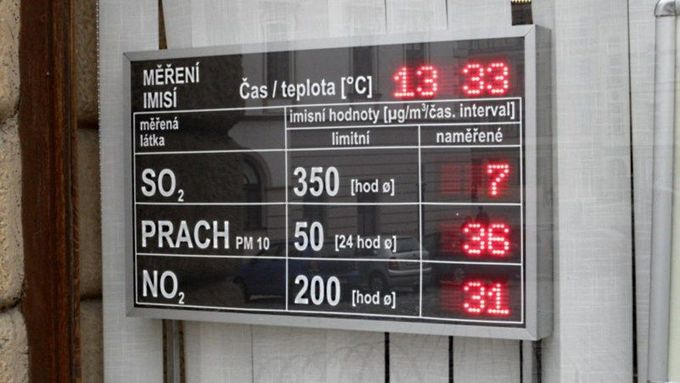 MĚŘENÍ
IMISÍ
Čas / teplota [°C] 13 33
měřená
látka
imisní hodnoty [µg/m³/čas. interval]
limitní naměřené
SO₂ 350 [hod ø] 7
PRACH PM 10 50 [24 hod ø] 36
NO₂ 200 [hod ø] 31